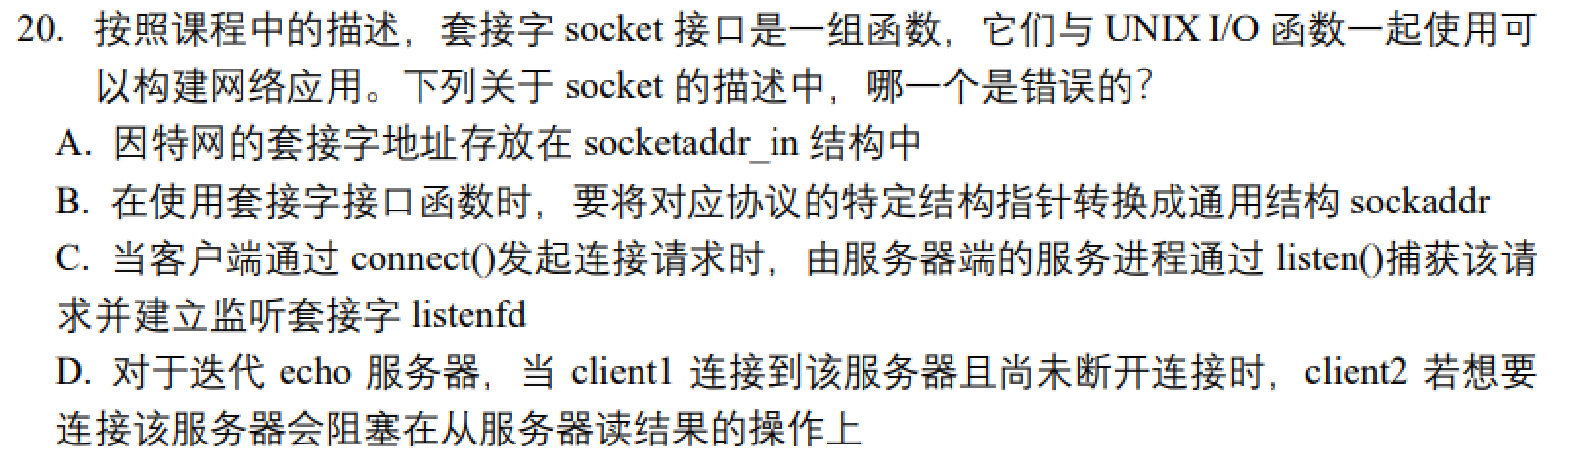 20. 按照课程中的描述，套接字 socket 接口是一组函数，它们与 UNIX I/O 函数一起使用可
以构建网络应用。下列关于 socket 的描述中，哪一个是错误的？
A. 因特网的套接字地址存放在 socketaddr_in 结构中
B. 在使用套接字接口函数时，要将对应协议的特定结构指针转换成通用结构 sockaddr
C. 当客户端通过 connect()发起连接请求时，由服务器端的服务进程通过 listen()捕获该请
求并建立监听套接字 listenfd
D. 对于迭代 echo 服务器，当 client1 连接到该服务器且尚未断开连接时，client2 若想要
连接该服务器会阻塞在从服务器读结果的操作上